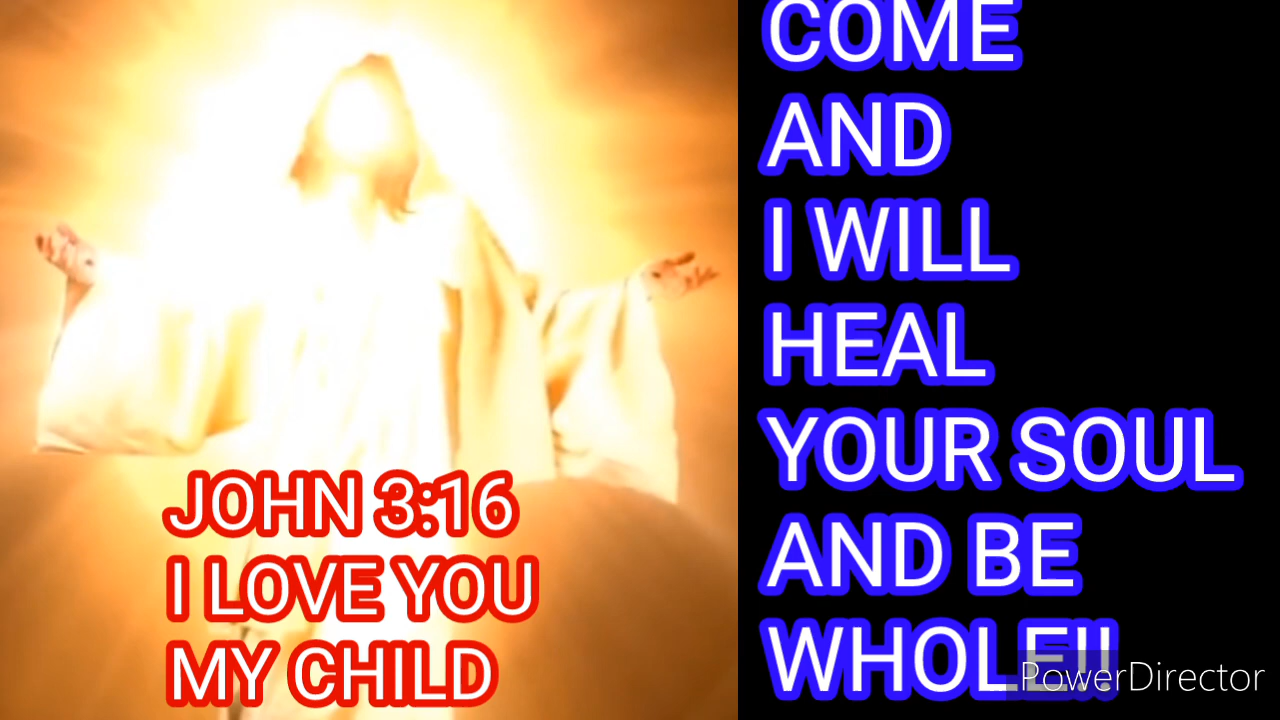 JOHN 3:16
I LOVE YOU
MY CHILD
COME
AND
I WILL
HEAL
YOUR SOUL
AND BE
WHOLE!!
PowerDirector